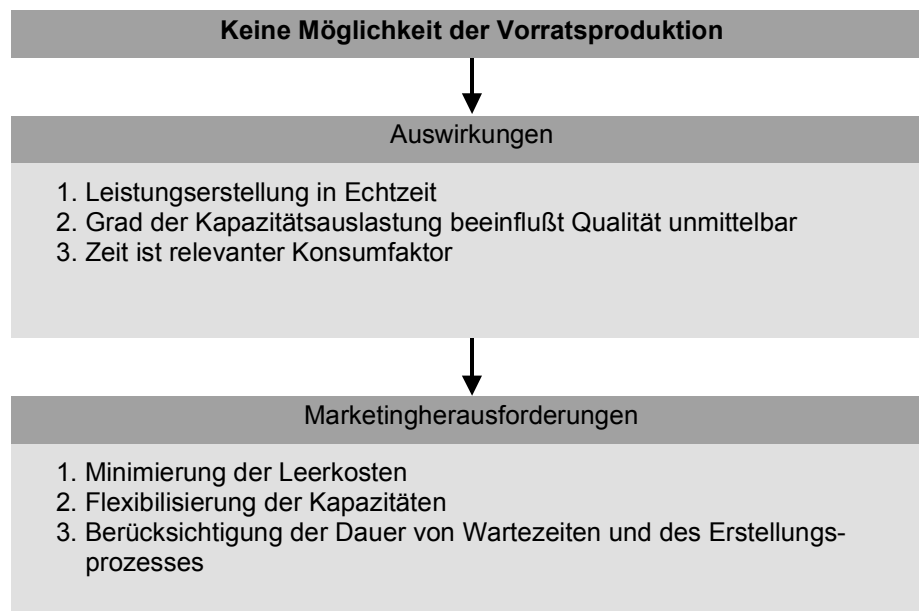 Keine Möglichkeit der Vorratsproduktion
Auswirkungen
1. Leistungserstellung in Echtzeit
2. Grad der Kapazitätsauslastung beeinflußt Qualität unmittelbar
3. Zeit ist relevanter Konsumfaktor
Marketingherausforderungen
1. Minimierung der Leerkosten
2. Flexibilisierung der Kapazitäten
3. Berücksichtigung der Dauer von Wartezeiten und des Erstellungs-
prozesses